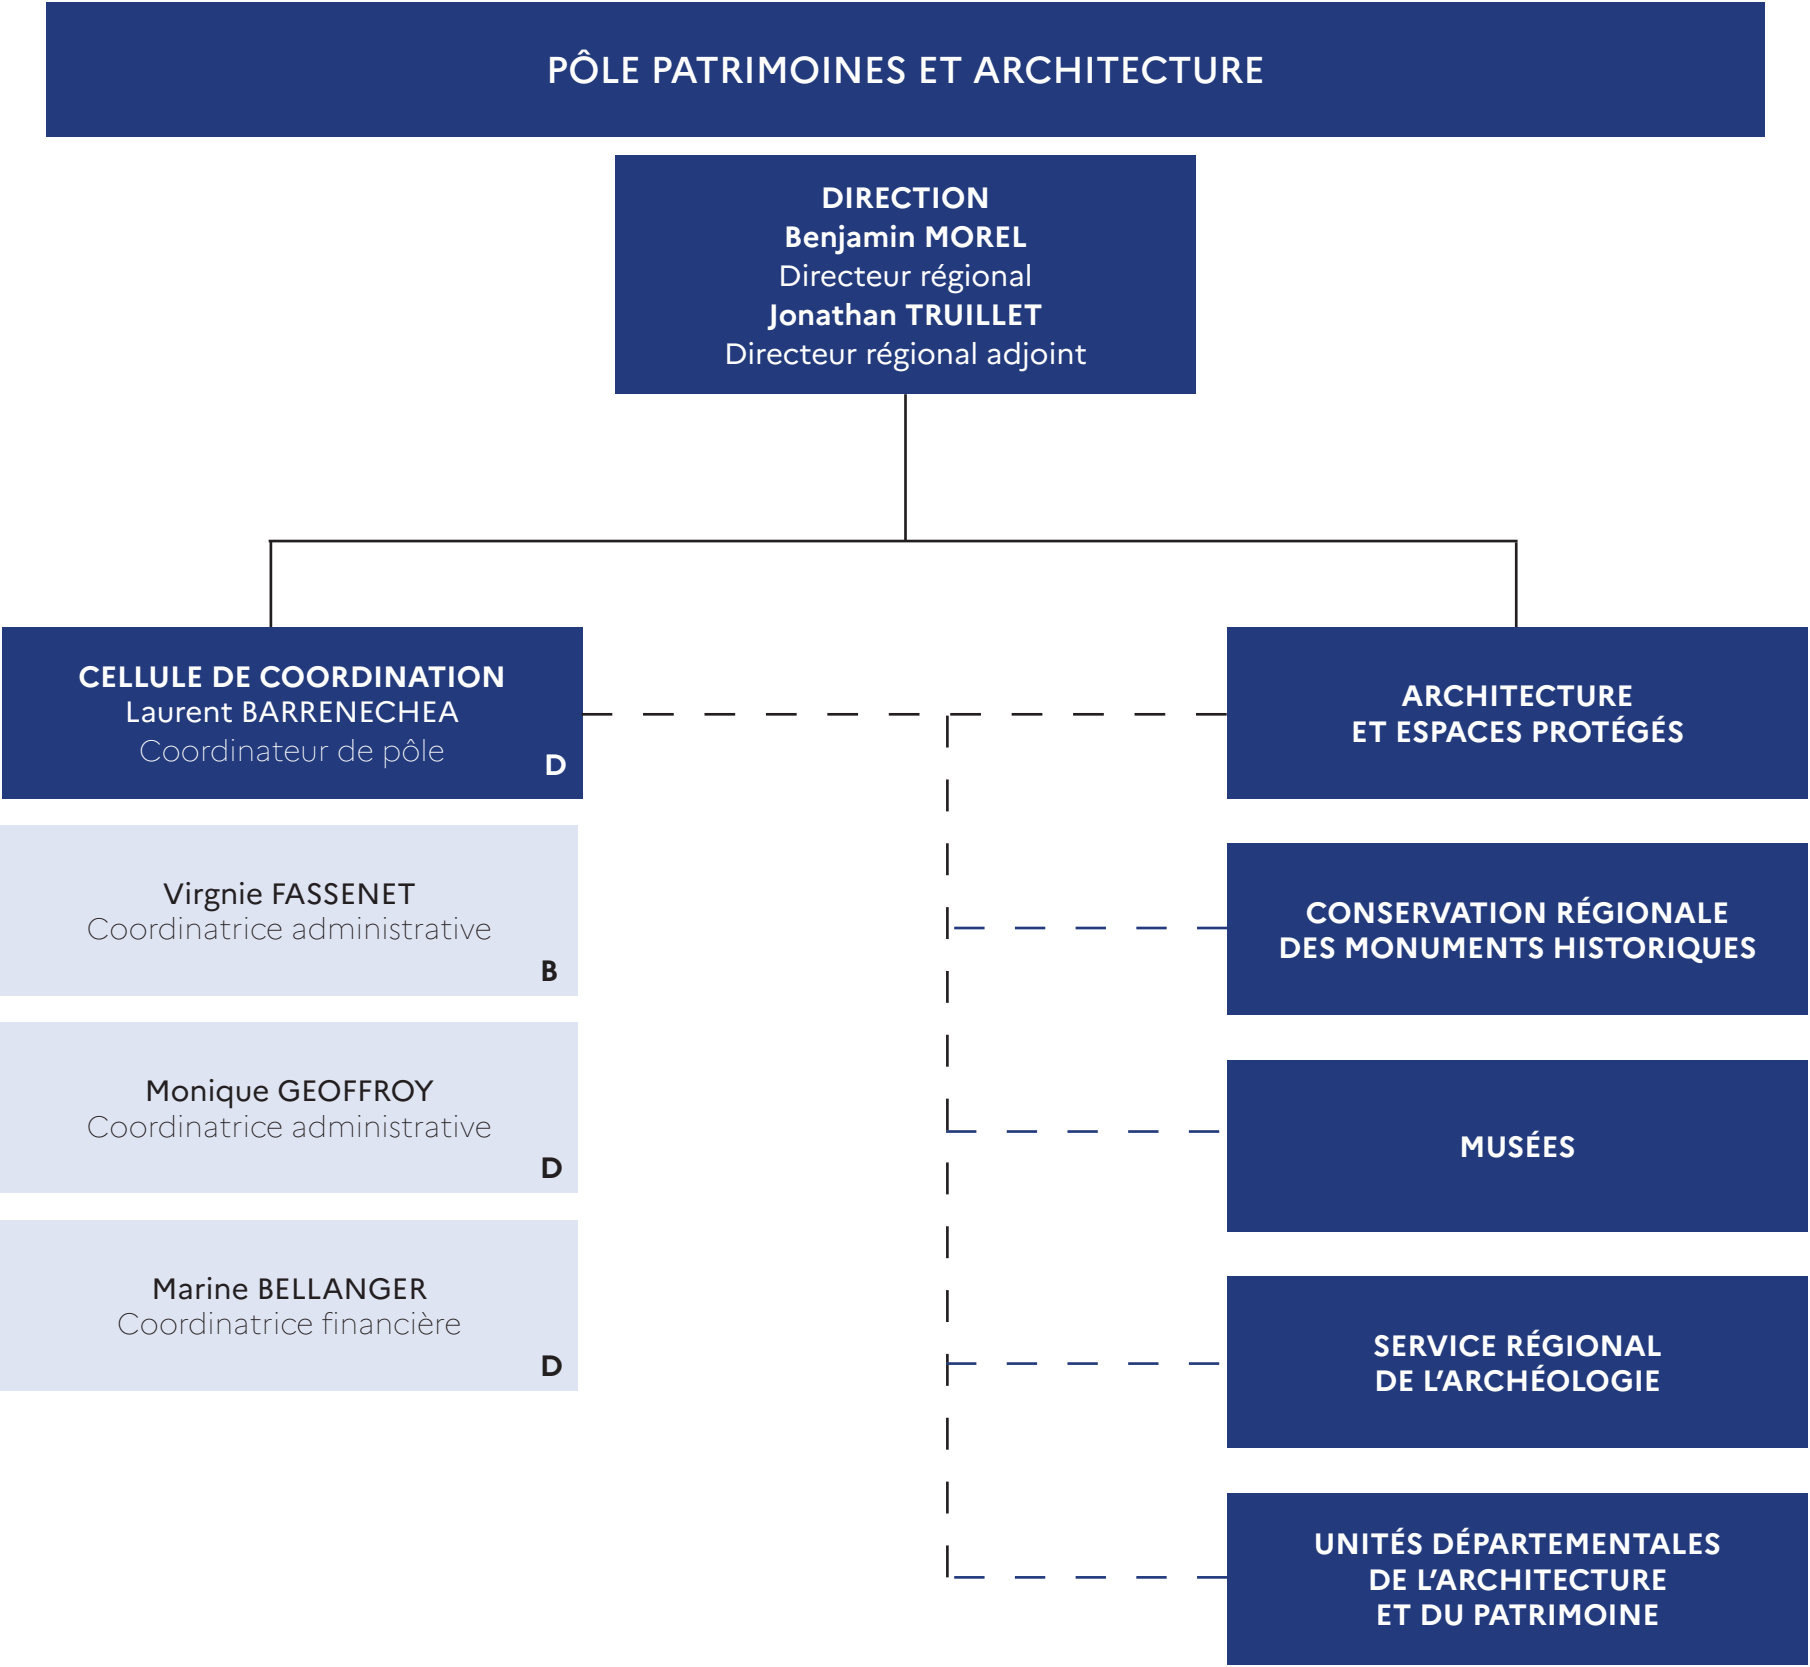 PÔLE PATRIMOINES ET ARCHITECTURE
DIRECTION
Benjamin MOREL
Directeur régional
Jonathan TRUILLET
Directeur régional adjoint
CELLULE DE COORDINATION
Laurent BARRENECHEA
Coordinateur de pôle
D
Virgnie FASSENET
Coordinatrice administrative
B
Monique GEOFFROY
Coordinatrice administrative
D
Marine BELLANGER
Coordinatrice financière
D
ARCHITECTURE
ET ESPACES PROTÉGÉS
CONSERVATION RÉGIONALE
DES MONUMENTS HISTORIQUES
MUSÉES
SERVICE RÉGIONAL
DE L’ARCHÉOLOGIE
UNITÉS DÉPARTEMENTALES
DE L’ARCHITECTURE
ET DU PATRIMOINE